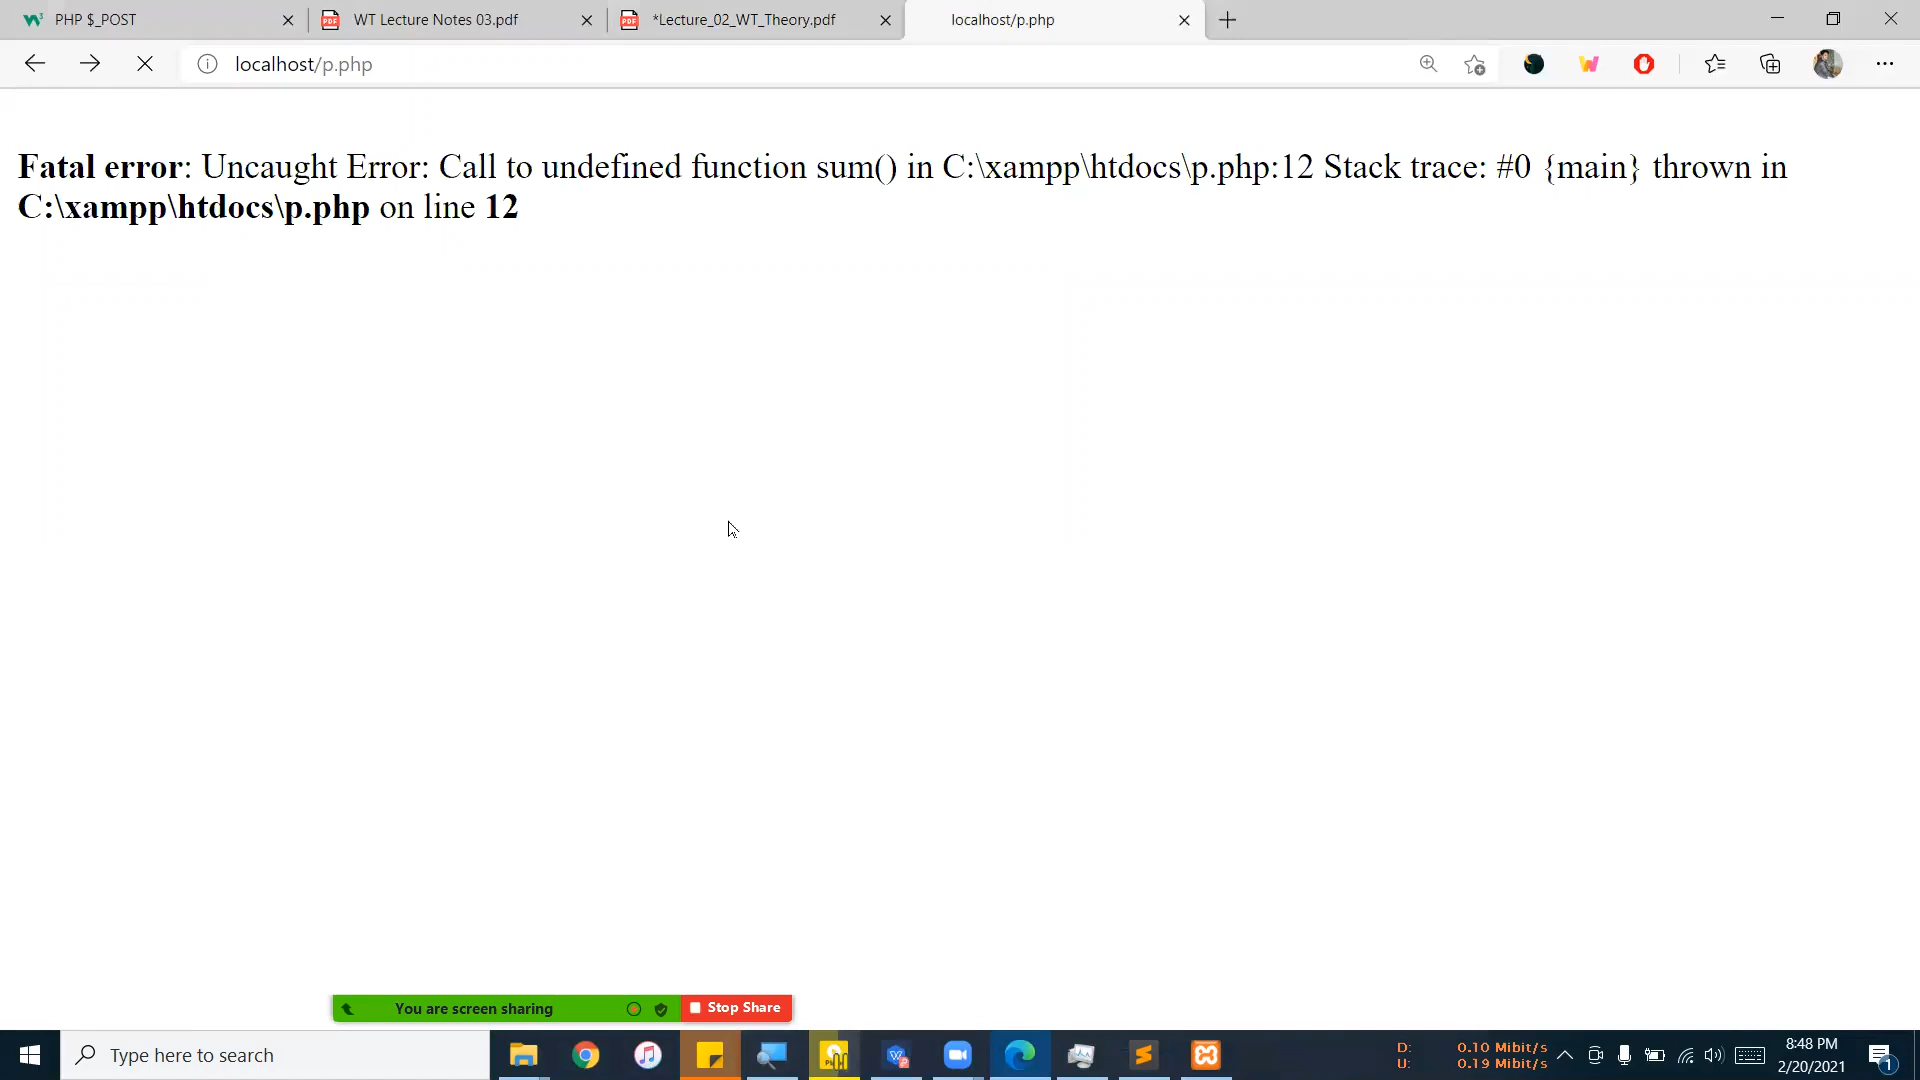 PHP $_POST
WT Lecture Notes 03.pdf
*Lecture_02_WT_Theory.pdf
localhost/p.php
localhost/p.php
Fatal error: Uncaught Error: Call to undefined function sum() in C:\xampp\htdocs\p.php:12 Stack trace: #0 {main} thrown in
C:\xampp\htdocs\p.php on line 12
You are screen sharing
Stop Share
Type here to search
D: 0.10 Mibit/s
U: 0.19 Mibit/s
8:48 PM
2/20/2021
1